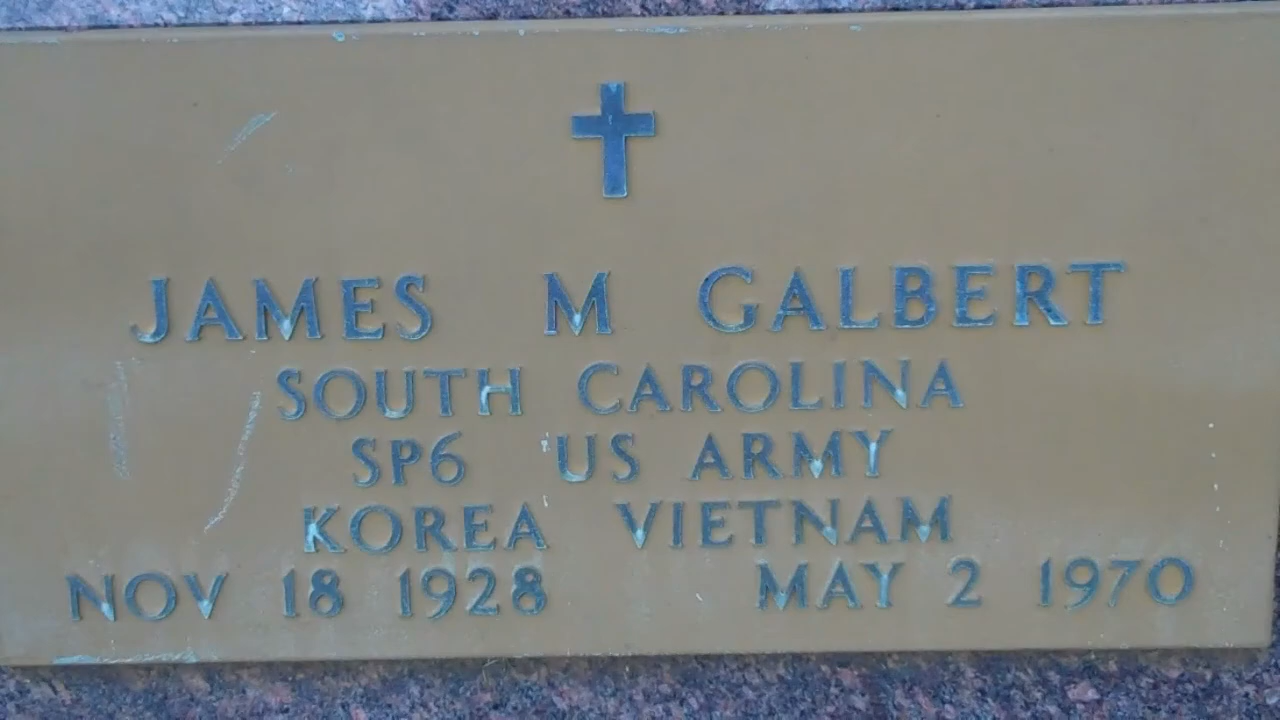 JAMES M GALBERT
SOUTH CAROLINA
SP6 US ARMY
KOREA VIETNAM
NOV 18 1928 MAY 2 1970